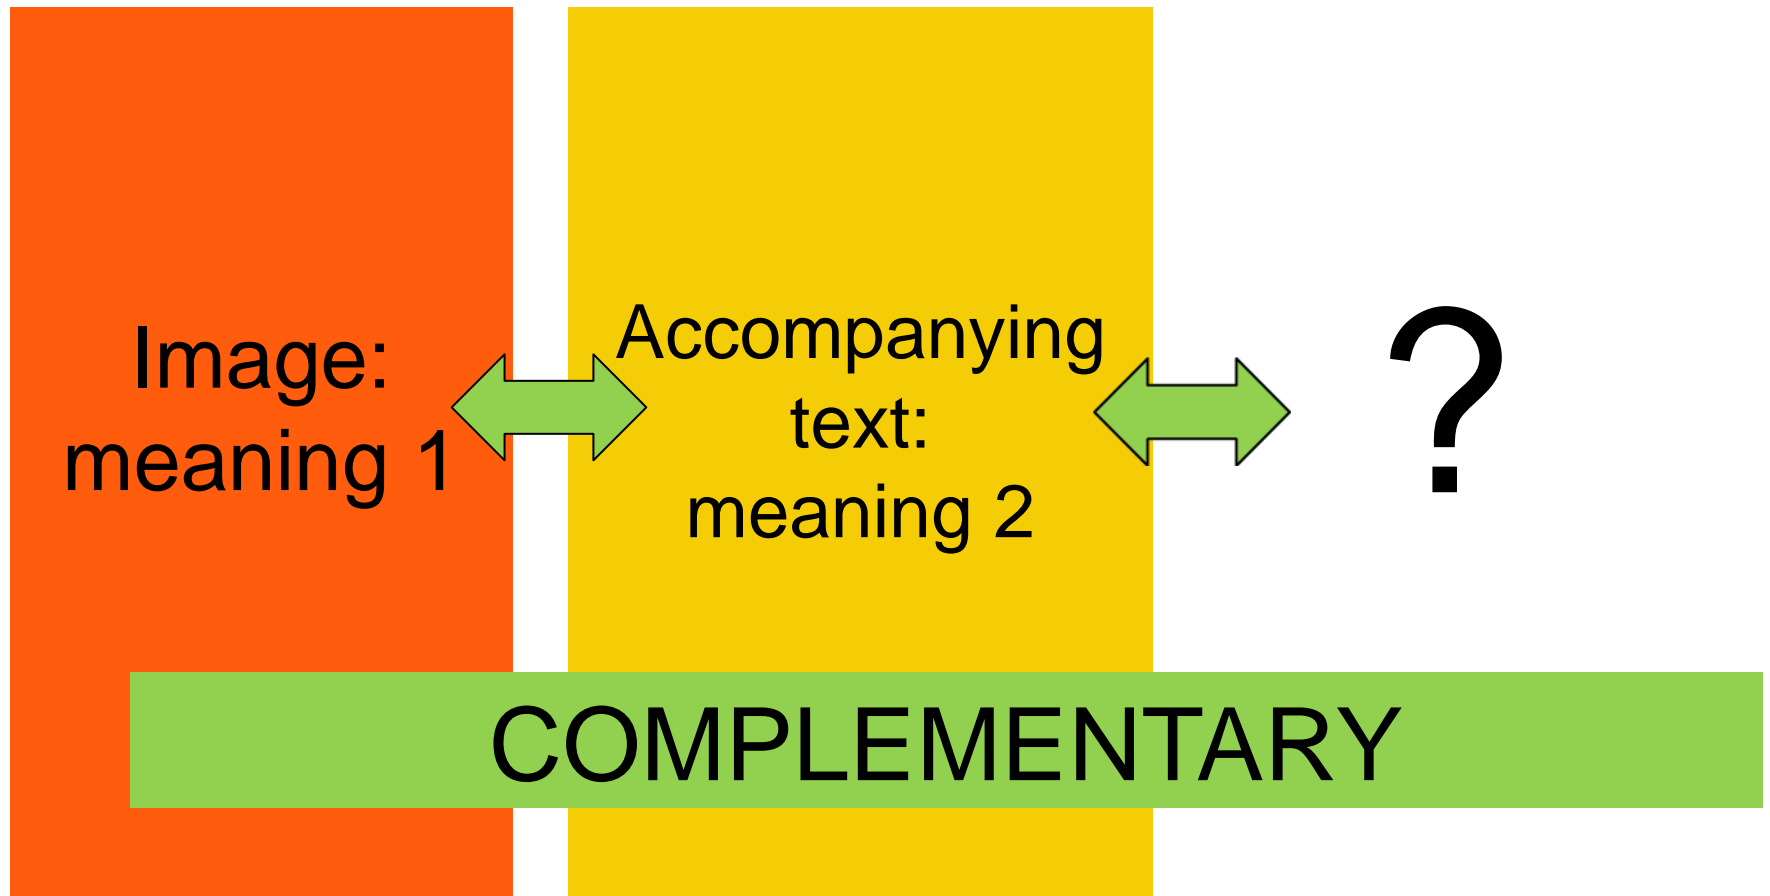 Image:
meaning 1
Accompanying
text:
meaning 2
?
COMPLEMENTARY